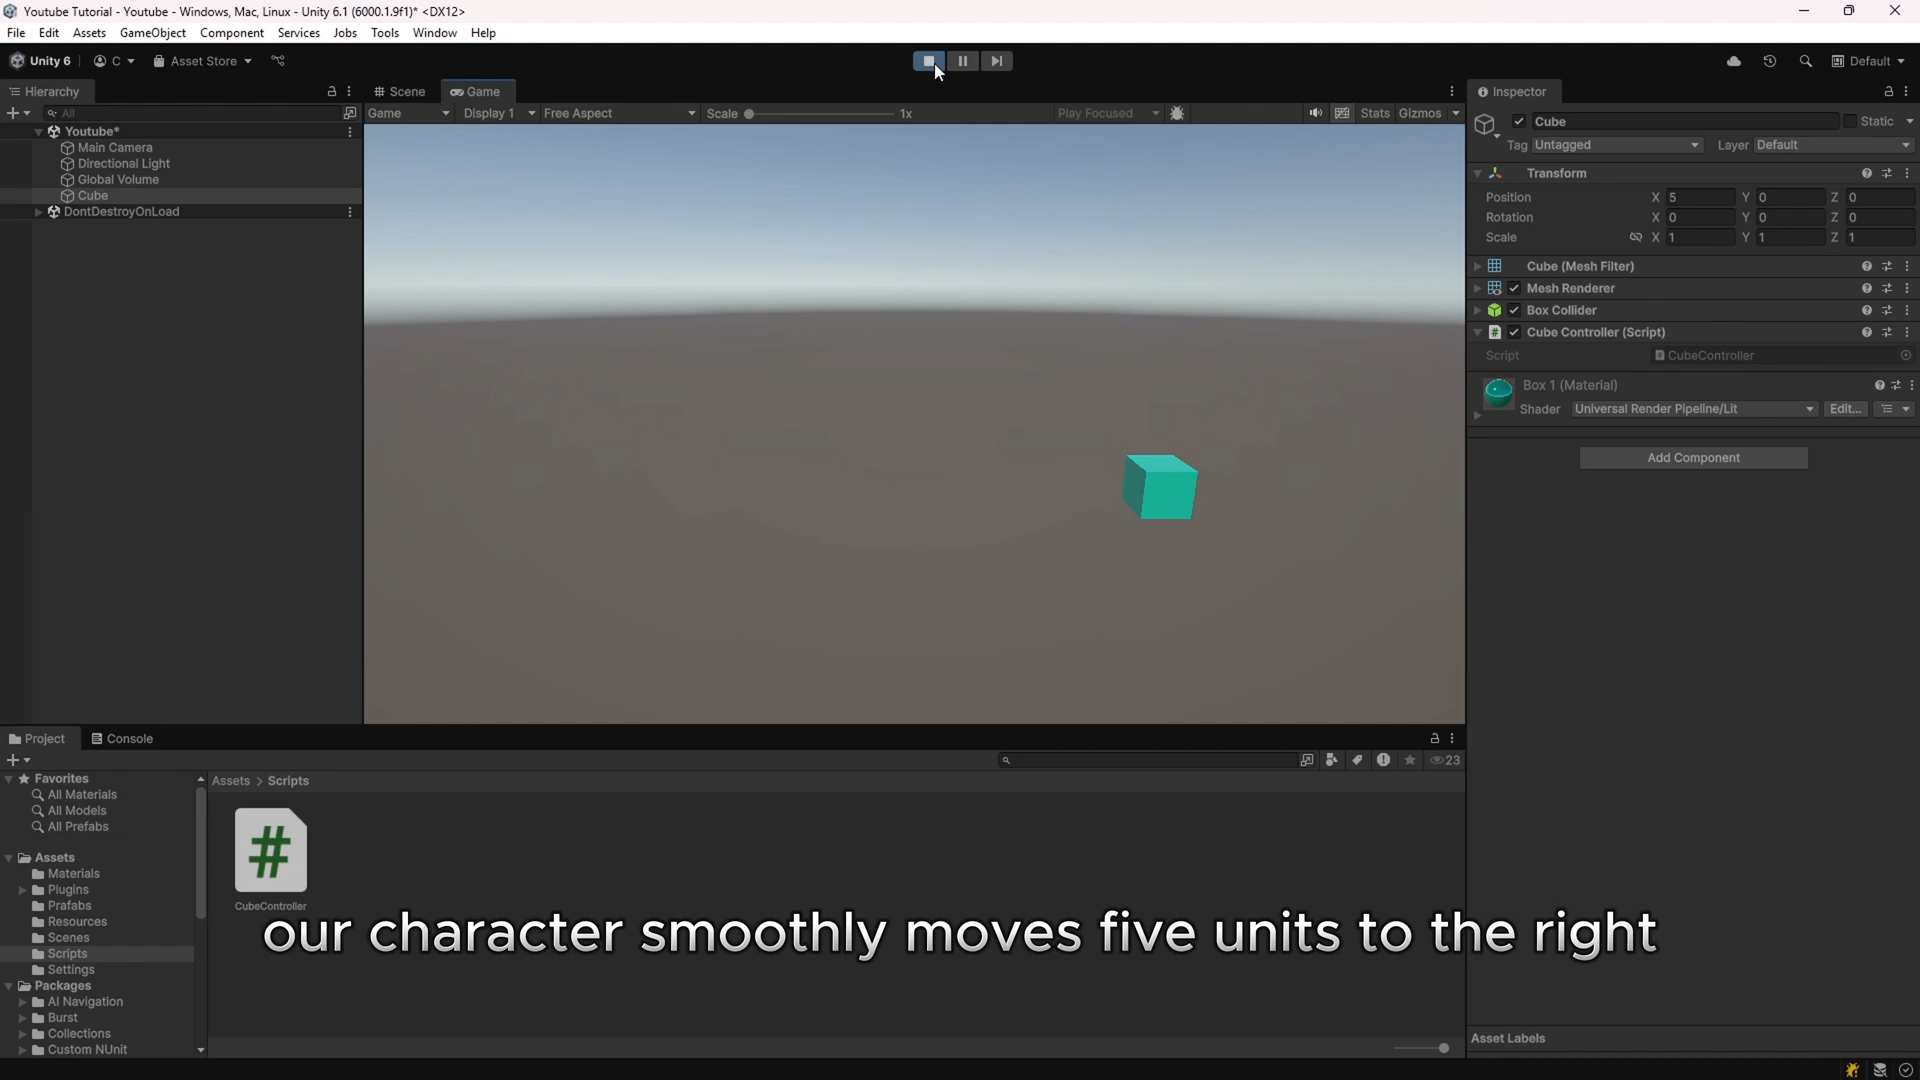 Youtube Tutorial - Youtube - Windows, Mac, Linux - Unity 6.1 (6000.1.9f1)* <DX12>
File Edit Assets GameObject Component Services Jobs Tools Window Help
Unity 6 C Asset Store Default
Hierarchy
All
Youtube*
Main Camera
Directional Light
Global Volume
Cube
DontDestroyOnLoad
Scene Game
Game Display 1 Free Aspect Scale 1x Play Focused Stats Gizmos
Inspector
Cube Static
Tag Untagged Layer Default
Transform
Position X 5 Y 0 Z 0
Rotation X 0 Y 0 Z 0
Scale X 1 Y 1 Z 1
Cube (Mesh Filter)
Mesh Renderer
Box Collider
Cube Controller (Script)
Script CubeController
Box 1 (Material)
Shader Universal Render Pipeline/Lit Edit...
Add Component
Asset Labels
Project Console
23
Favorites
All Materials
All Models
All Prefabs
Assets
Materials
Plugins
Prefabs
Resources
Scenes
Scripts
Settings
Packages
AI Navigation
Burst
Collections
Custom NUnit
Assets > Scripts
#
CubeController
our character smoothly moves five units to the right